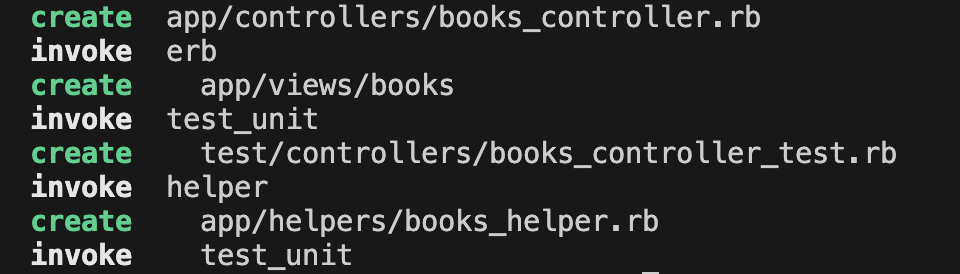 create  app/controllers/books_controller.rb
invoke  erb
create    app/views/books
invoke  test_unit
create    test/controllers/books_controller_test.rb
invoke  helper
create    app/helpers/books_helper.rb
invoke    test_unit